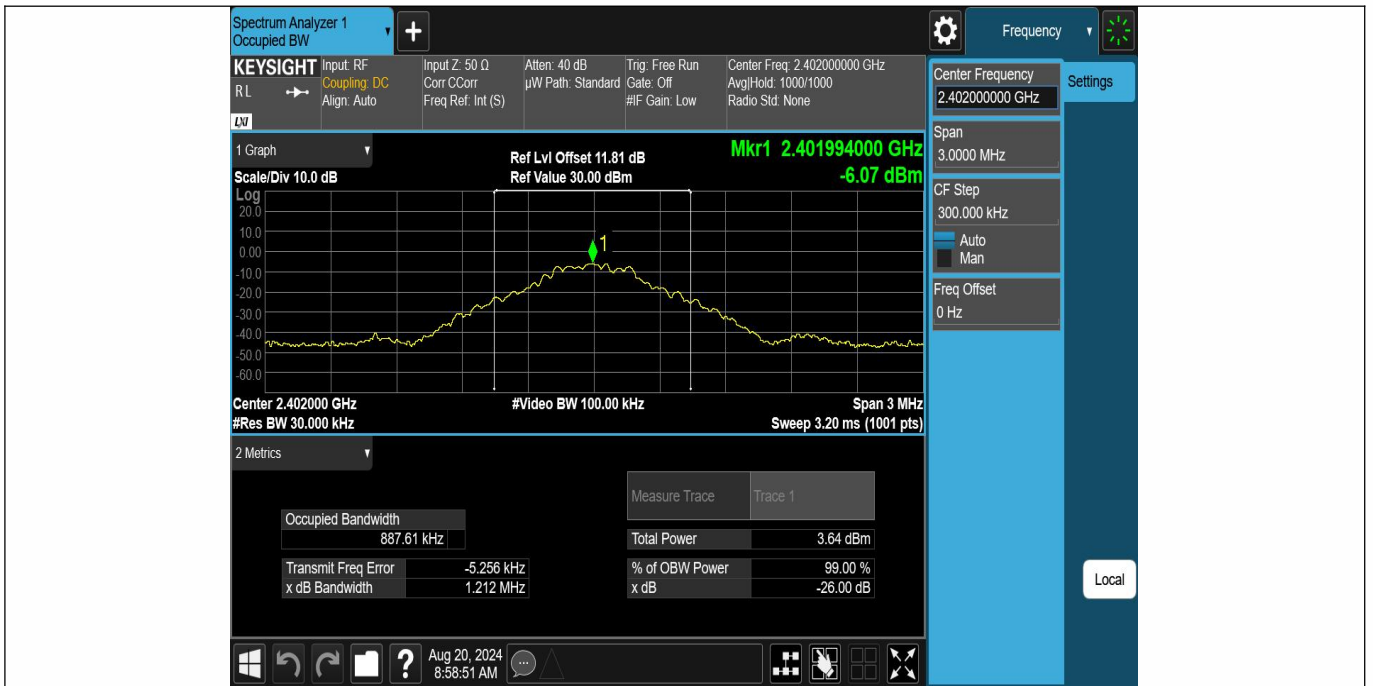 Spectrum Analyzer 1
Occupied BW
+
Frequency
KEYSIGHT
RL
LXI
Input: RF
Coupling: DC
Align: Auto
Input Z: 50 Ω
Corr CCorr
Freq Ref: Int (S)
Atten: 40 dB
µW Path: Standard
Trig: Free Run
Gate: Off
#IF Gain: Low
Center Freq: 2.402000000 GHz
Avg|Hold: 1000/1000
Radio Std: None
Center Frequency
2.402000000 GHz
Settings
Span
3.0000 MHz
CF Step
300.000 kHz
Auto
Man
Freq Offset
0 Hz
Local
1 Graph
Scale/Div 10.0 dB
Ref Lvl Offset 11.81 dB
Ref Value 30.00 dBm
Mkr1 2.401994000 GHz
-6.07 dBm
Log
20.0
10.0
0.00
-10.0
-20.0
-30.0
-40.0
-50.0
-60.0
1
Center 2.402000 GHz
#Res BW 30.000 kHz
#Video BW 100.00 kHz
Span 3 MHz
Sweep 3.20 ms (1001 pts)
2 Metrics
Measure Trace Trace 1
Occupied Bandwidth
887.61 kHz
Total Power 3.64 dBm
Transmit Freq Error -5.256 kHz
% of OBW Power 99.00 %
x dB Bandwidth 1.212 MHz
x dB -26.00 dB
?
Aug 20, 2024
8:58:51 AM